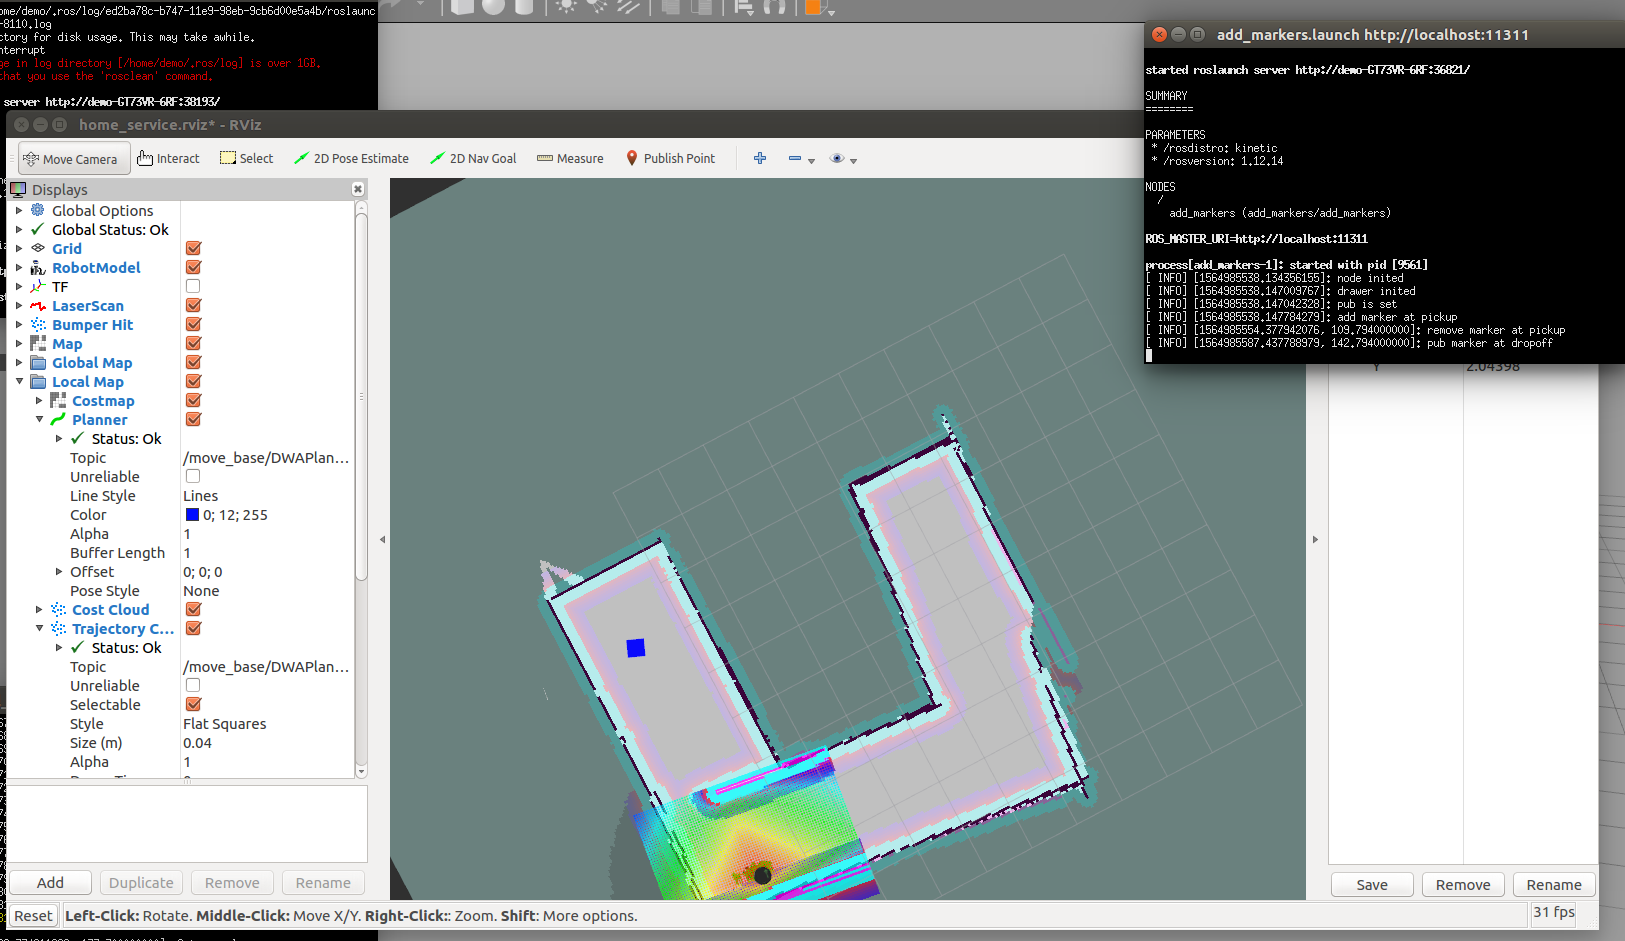 home/demo/.ros/log/ed2ba78c-b747-11e9-98eb-9cb6d00e5a4b/roslaunc
-8110.log
ctory for disk usage. This may take awhile.
nterrupt
ge in log directory [/home/demo/.ros/log] is over 1GB.
that you use the 'rosclean' command.
server http://demo-GT73VR-6RF:38193/
add_markers.launch http://localhost:11311
started roslaunch server http://demo-GT73VR-6RF:36821/
SUMMARY
========
PARAMETERS
* /rosdistro: kinetic
* /rosversion: 1.12.14
NODES
/
add_markers (add_markers/add_markers)
ROS_MASTER_URI=http://localhost:11311
process[add_markers-1]: started with pid [9561]
[ INFO] [1564985538.134356155]: node inited
[ INFO] [1564985538.147009767]: drawer inited
[ INFO] [1564985538.147042328]: pub is set
[ INFO] [1564985538.147784279]: add marker at pickup
[ INFO] [1564985554.377942076, 109.794000000]: remove marker at pickup
[ INFO] [1564985587.437788979, 142.794000000]: pub marker at dropoff
home_service.rviz* - RViz
Move Camera Interact Select 2D Pose Estimate 2D Nav Goal Measure Publish Point
Displays
Global Options
Global Status: Ok
Grid
RobotModel
TF
LaserScan
Bumper Hit
Map
Global Map
Local Map
Costmap
Planner
Status: Ok
Topic /move_base/DWAPlan...
Unreliable
Line Style Lines
Color 0; 12; 255
Alpha 1
Buffer Length 1
Offset 0; 0; 0
Pose Style None
Cost Cloud
Trajectory C...
Status: Ok
Topic /move_base/DWAPlan...
Unreliable
Selectable
Style Flat Squares
Size (m) 0.04
Alpha 1
Y 2.04398
Add Duplicate Remove Rename
Save Remove Rename
Reset Left-Click: Rotate. Middle-Click: Move X/Y. Right-Click:: Zoom. Shift: More options. 31 fps